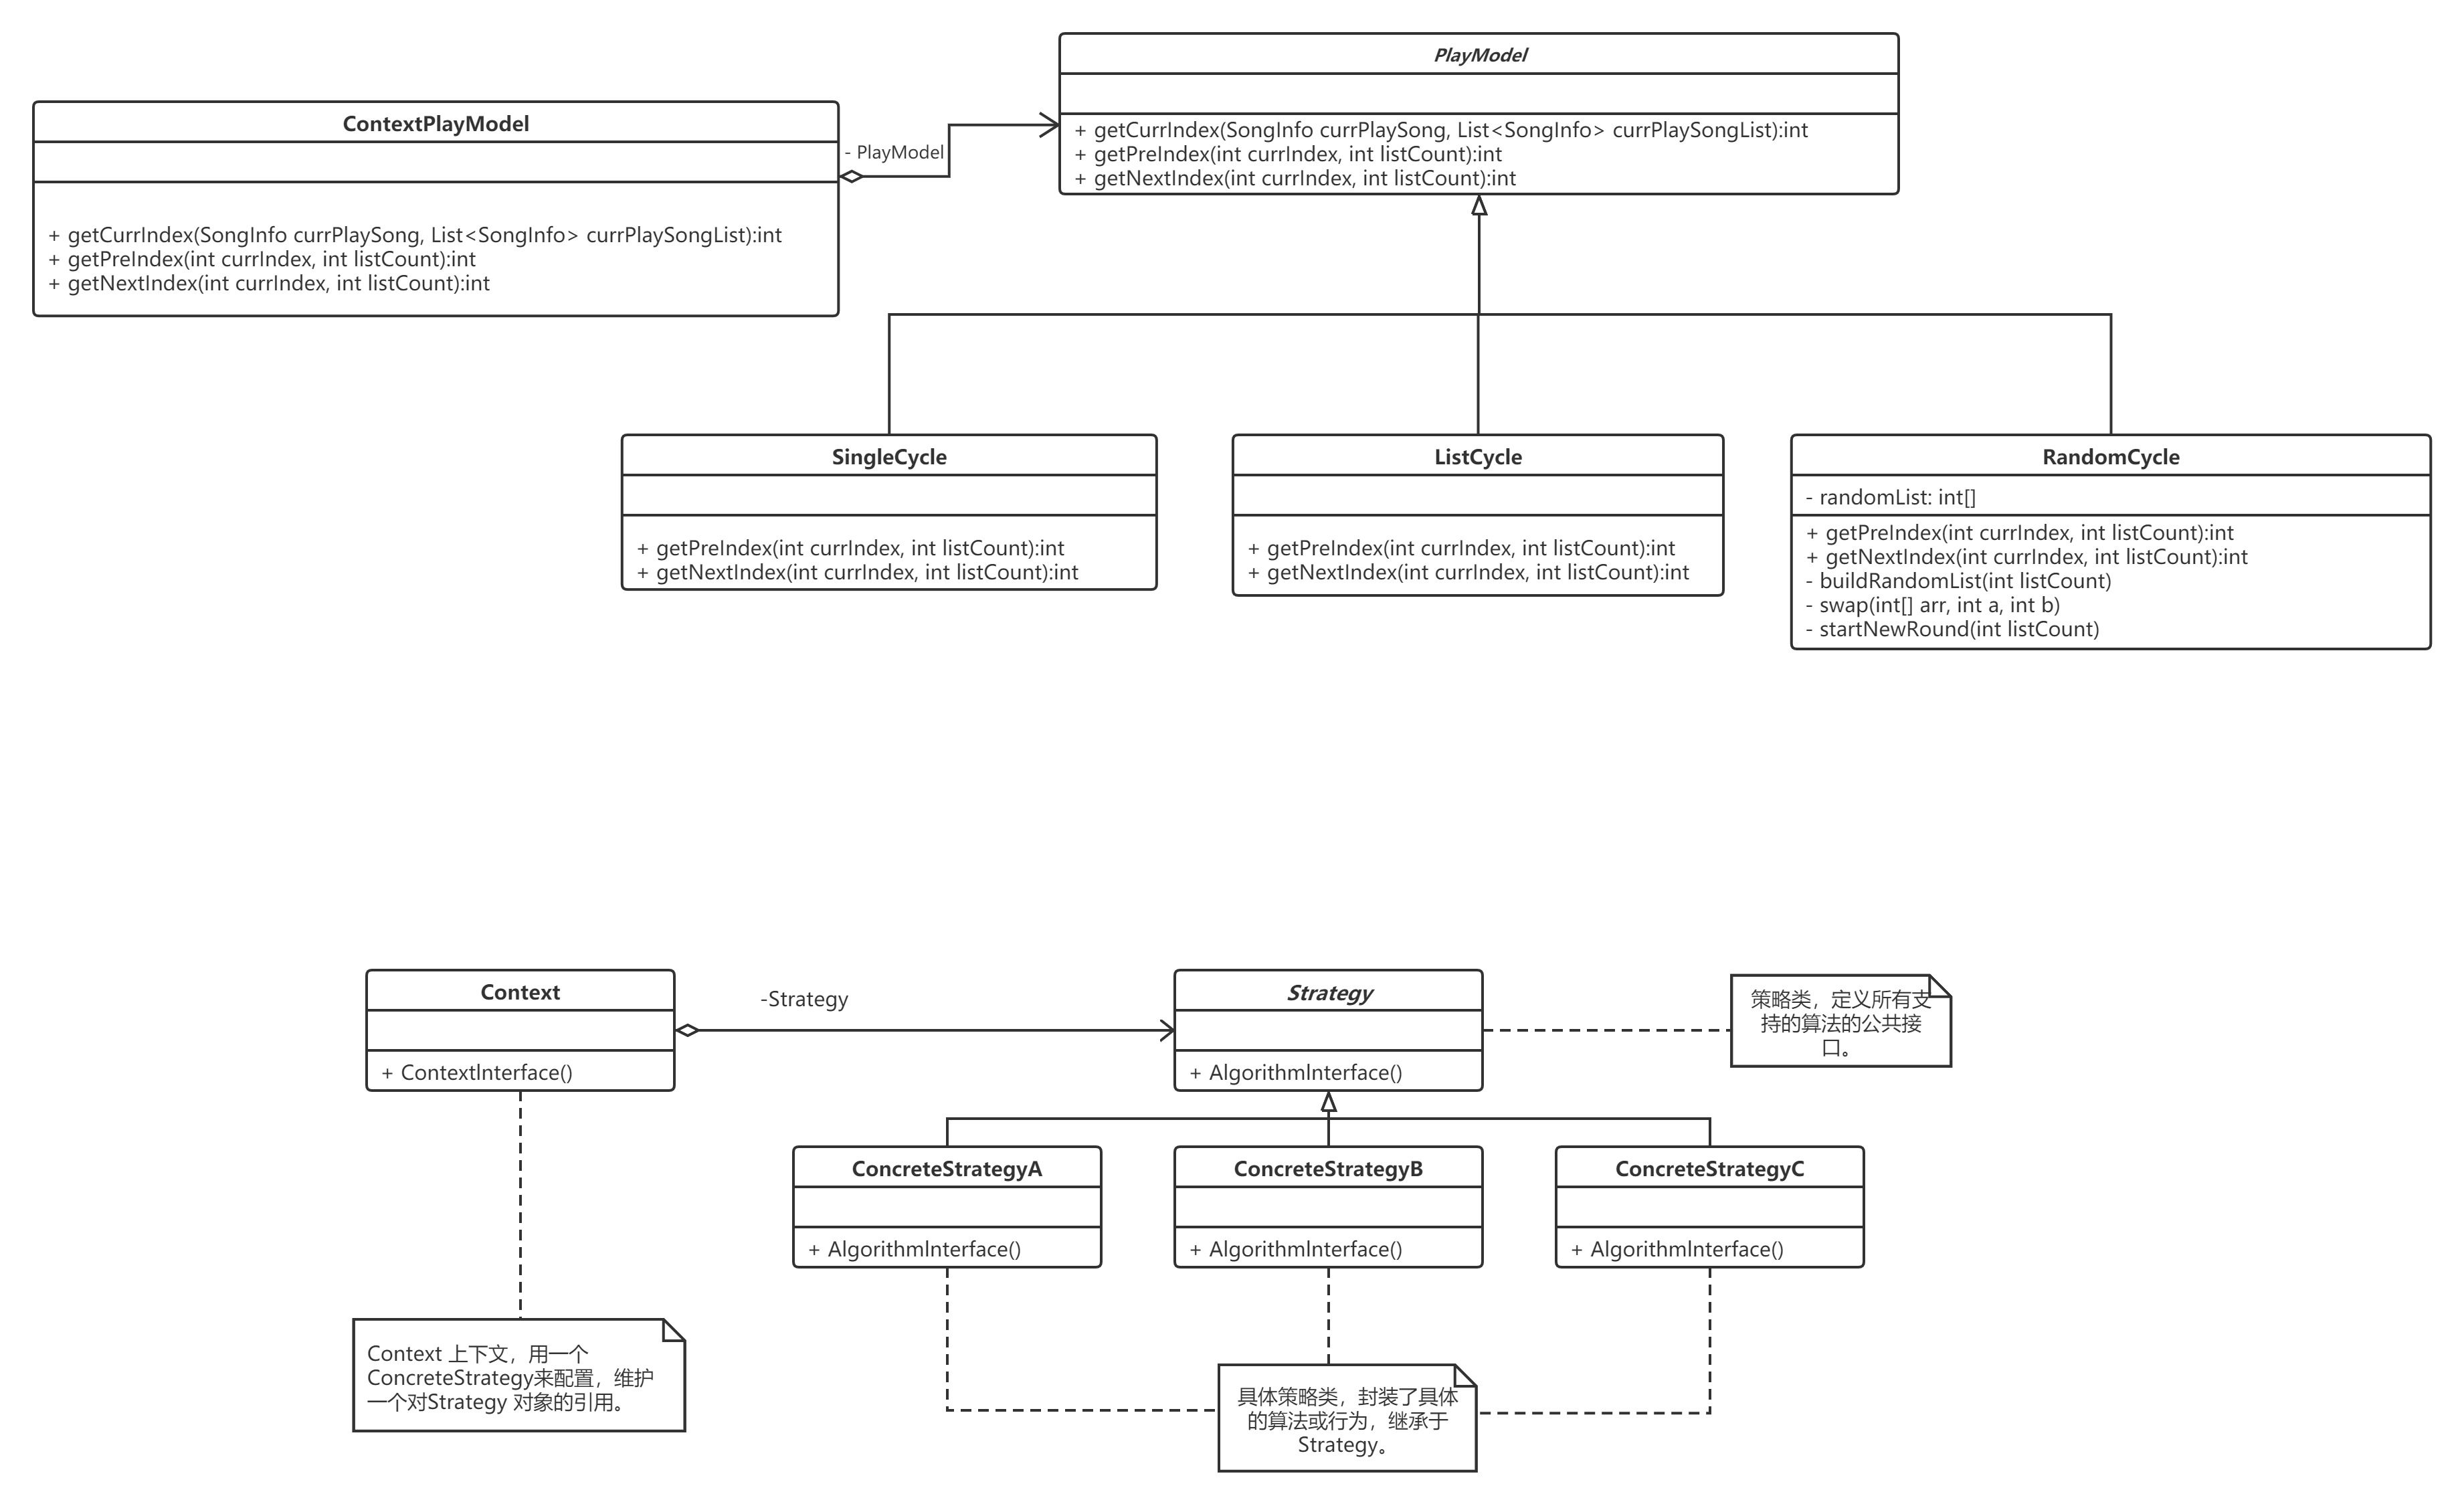 PlayModel
+ getCurrIndex(SongInfo currPlaySong, List<SongInfo> currPlaySongList):int
+ getPreIndex(int currIndex, int listCount):int
+ getNextIndex(int currIndex, int listCount):int
ContextPlayModel
+ getCurrIndex(SongInfo currPlaySong, List<SongInfo> currPlaySongList):int
+ getPreIndex(int currIndex, int listCount):int
+ getNextIndex(int currIndex, int listCount):int
- PlayModel
SingleCycle
+ getPreIndex(int currIndex, int listCount):int
+ getNextIndex(int currIndex, int listCount):int
ListCycle
+ getPreIndex(int currIndex, int listCount):int
+ getNextIndex(int currIndex, int listCount):int
RandomCycle
- randomList: int[]
+ getPreIndex(int currIndex, int listCount):int
+ getNextIndex(int currIndex, int listCount):int
- buildRandomList(int listCount)
- swap(int[] arr, int a, int b)
- startNewRound(int listCount)
Context
+ ContextInterface()
-Strategy
Strategy
+ AlgorithmInterface()
策略类，定义所有支
持的算法的公共接
口。
ConcreteStrategyA
+ AlgorithmInterface()
ConcreteStrategyB
+ AlgorithmInterface()
ConcreteStrategyC
+ AlgorithmInterface()
Context 上下文，用一个
ConcreteStrategy来配置，维护
一个对Strategy 对象的引用。
具体策略类，封装了具体
的算法或行为，继承于
Strategy。